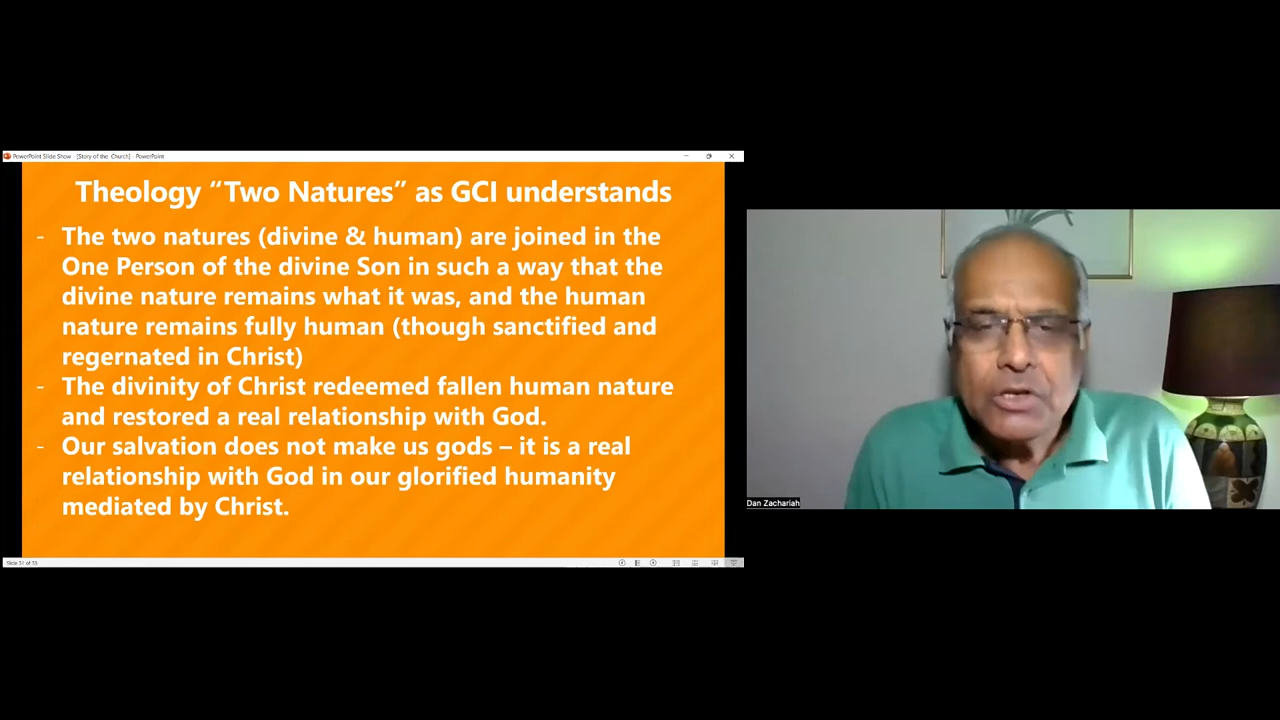 PowerPoint Slide Show - [Story of the Church] - PowerPoint
Theology “Two Natures” as GCI understands
- The two natures (divine & human) are joined in the
One Person of the divine Son in such a way that the
divine nature remains what it was, and the human
nature remains fully human (though sanctified and
regernated in Christ)
- The divinity of Christ redeemed fallen human nature
and restored a real relationship with God.
- Our salvation does not make us gods – it is a real
relationship with God in our glorified humanity
mediated by Christ.
Slide 31 of 35
Dan Zachariah